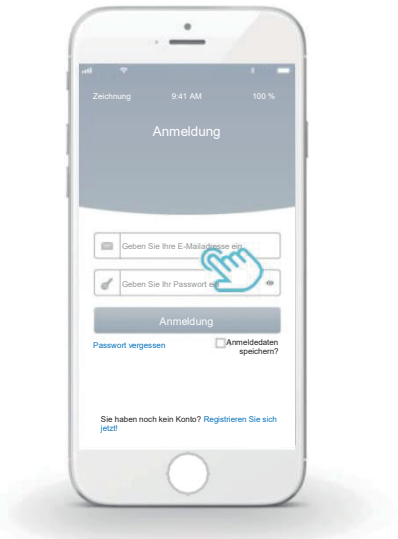 Zeichnung 9:41 AM 100 %
Anmeldung
Geben Sie Ihre E-Mailadresse ein
Geben Sie Ihr Passwort ein
Anmeldung
Passwort vergessen
Anmeldedaten
speichern?
Sie haben noch kein Konto? Registrieren Sie sich
jetzt!